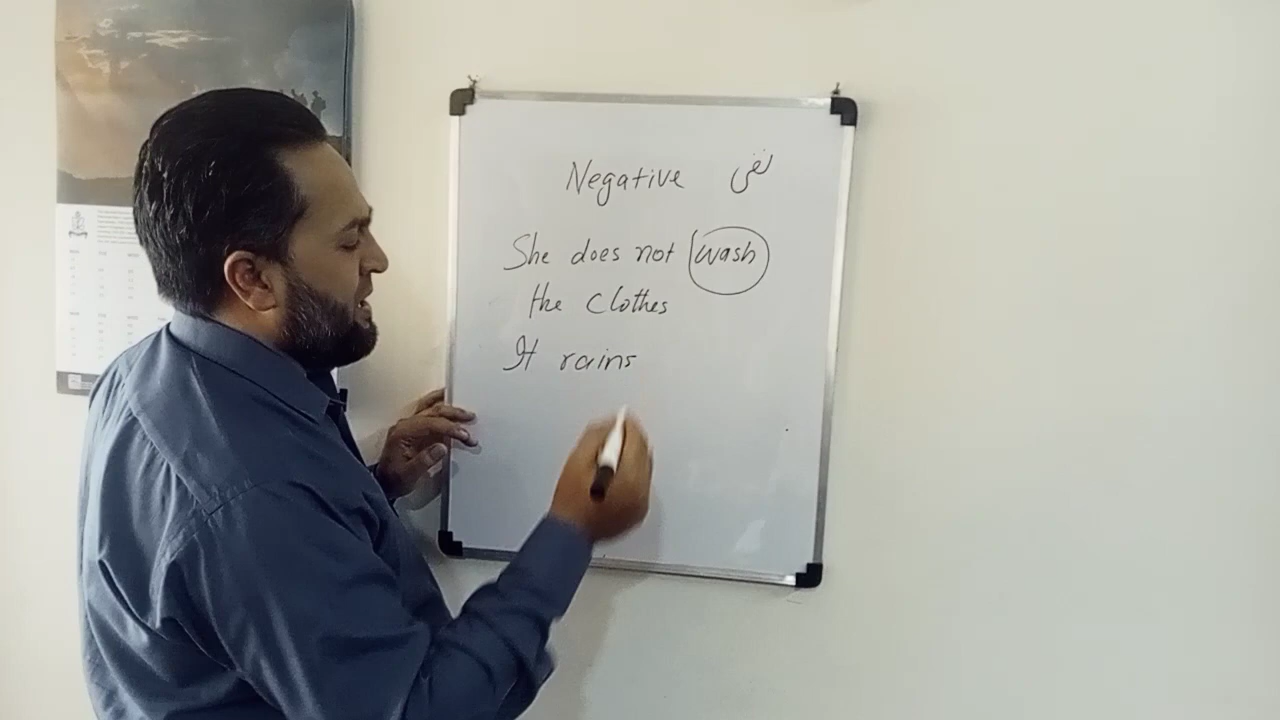 Negative نفی
She does not wash
the clothes
It rains